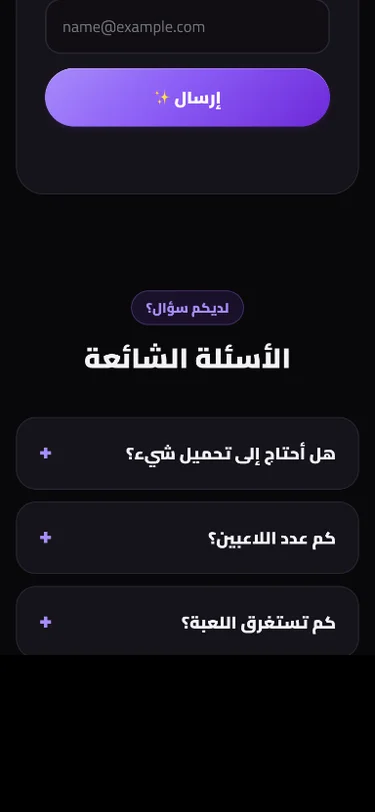 name@example.com
إرسال ✨
لديكم سؤال؟
الأسئلة الشائعة
هل أحتاج إلى تحميل شيء؟
+
كم عدد اللاعبين؟
+
كم تستغرق اللعبة؟
+